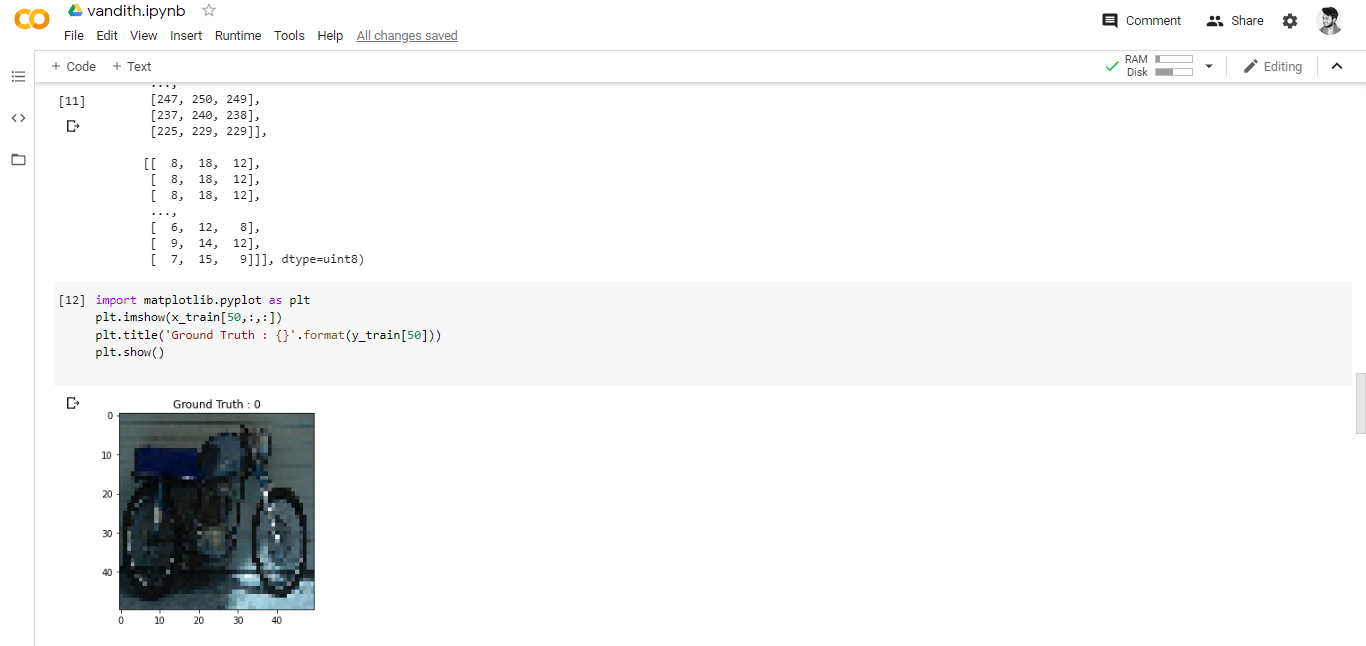 vandith.ipynb
File Edit View Insert Runtime Tools Help All changes saved
Comment Share
+ Code + Text
RAM
Disk
Editing
...,
[11] [247, 250, 249],
[237, 240, 238],
[225, 229, 229]],
[[ 8, 18, 12],
[ 8, 18, 12],
[ 8, 18, 12],
...,
[ 6, 12, 8],
[ 9, 14, 12],
[ 7, 15, 9]]], dtype=uint8)
[12] import matplotlib.pyplot as plt
plt.imshow(x_train[50,:,:])
plt.title('Ground Truth : {}'.format(y_train[50]))
plt.show()
Ground Truth : 0
0
10
20
30
40
0 10 20 30 40